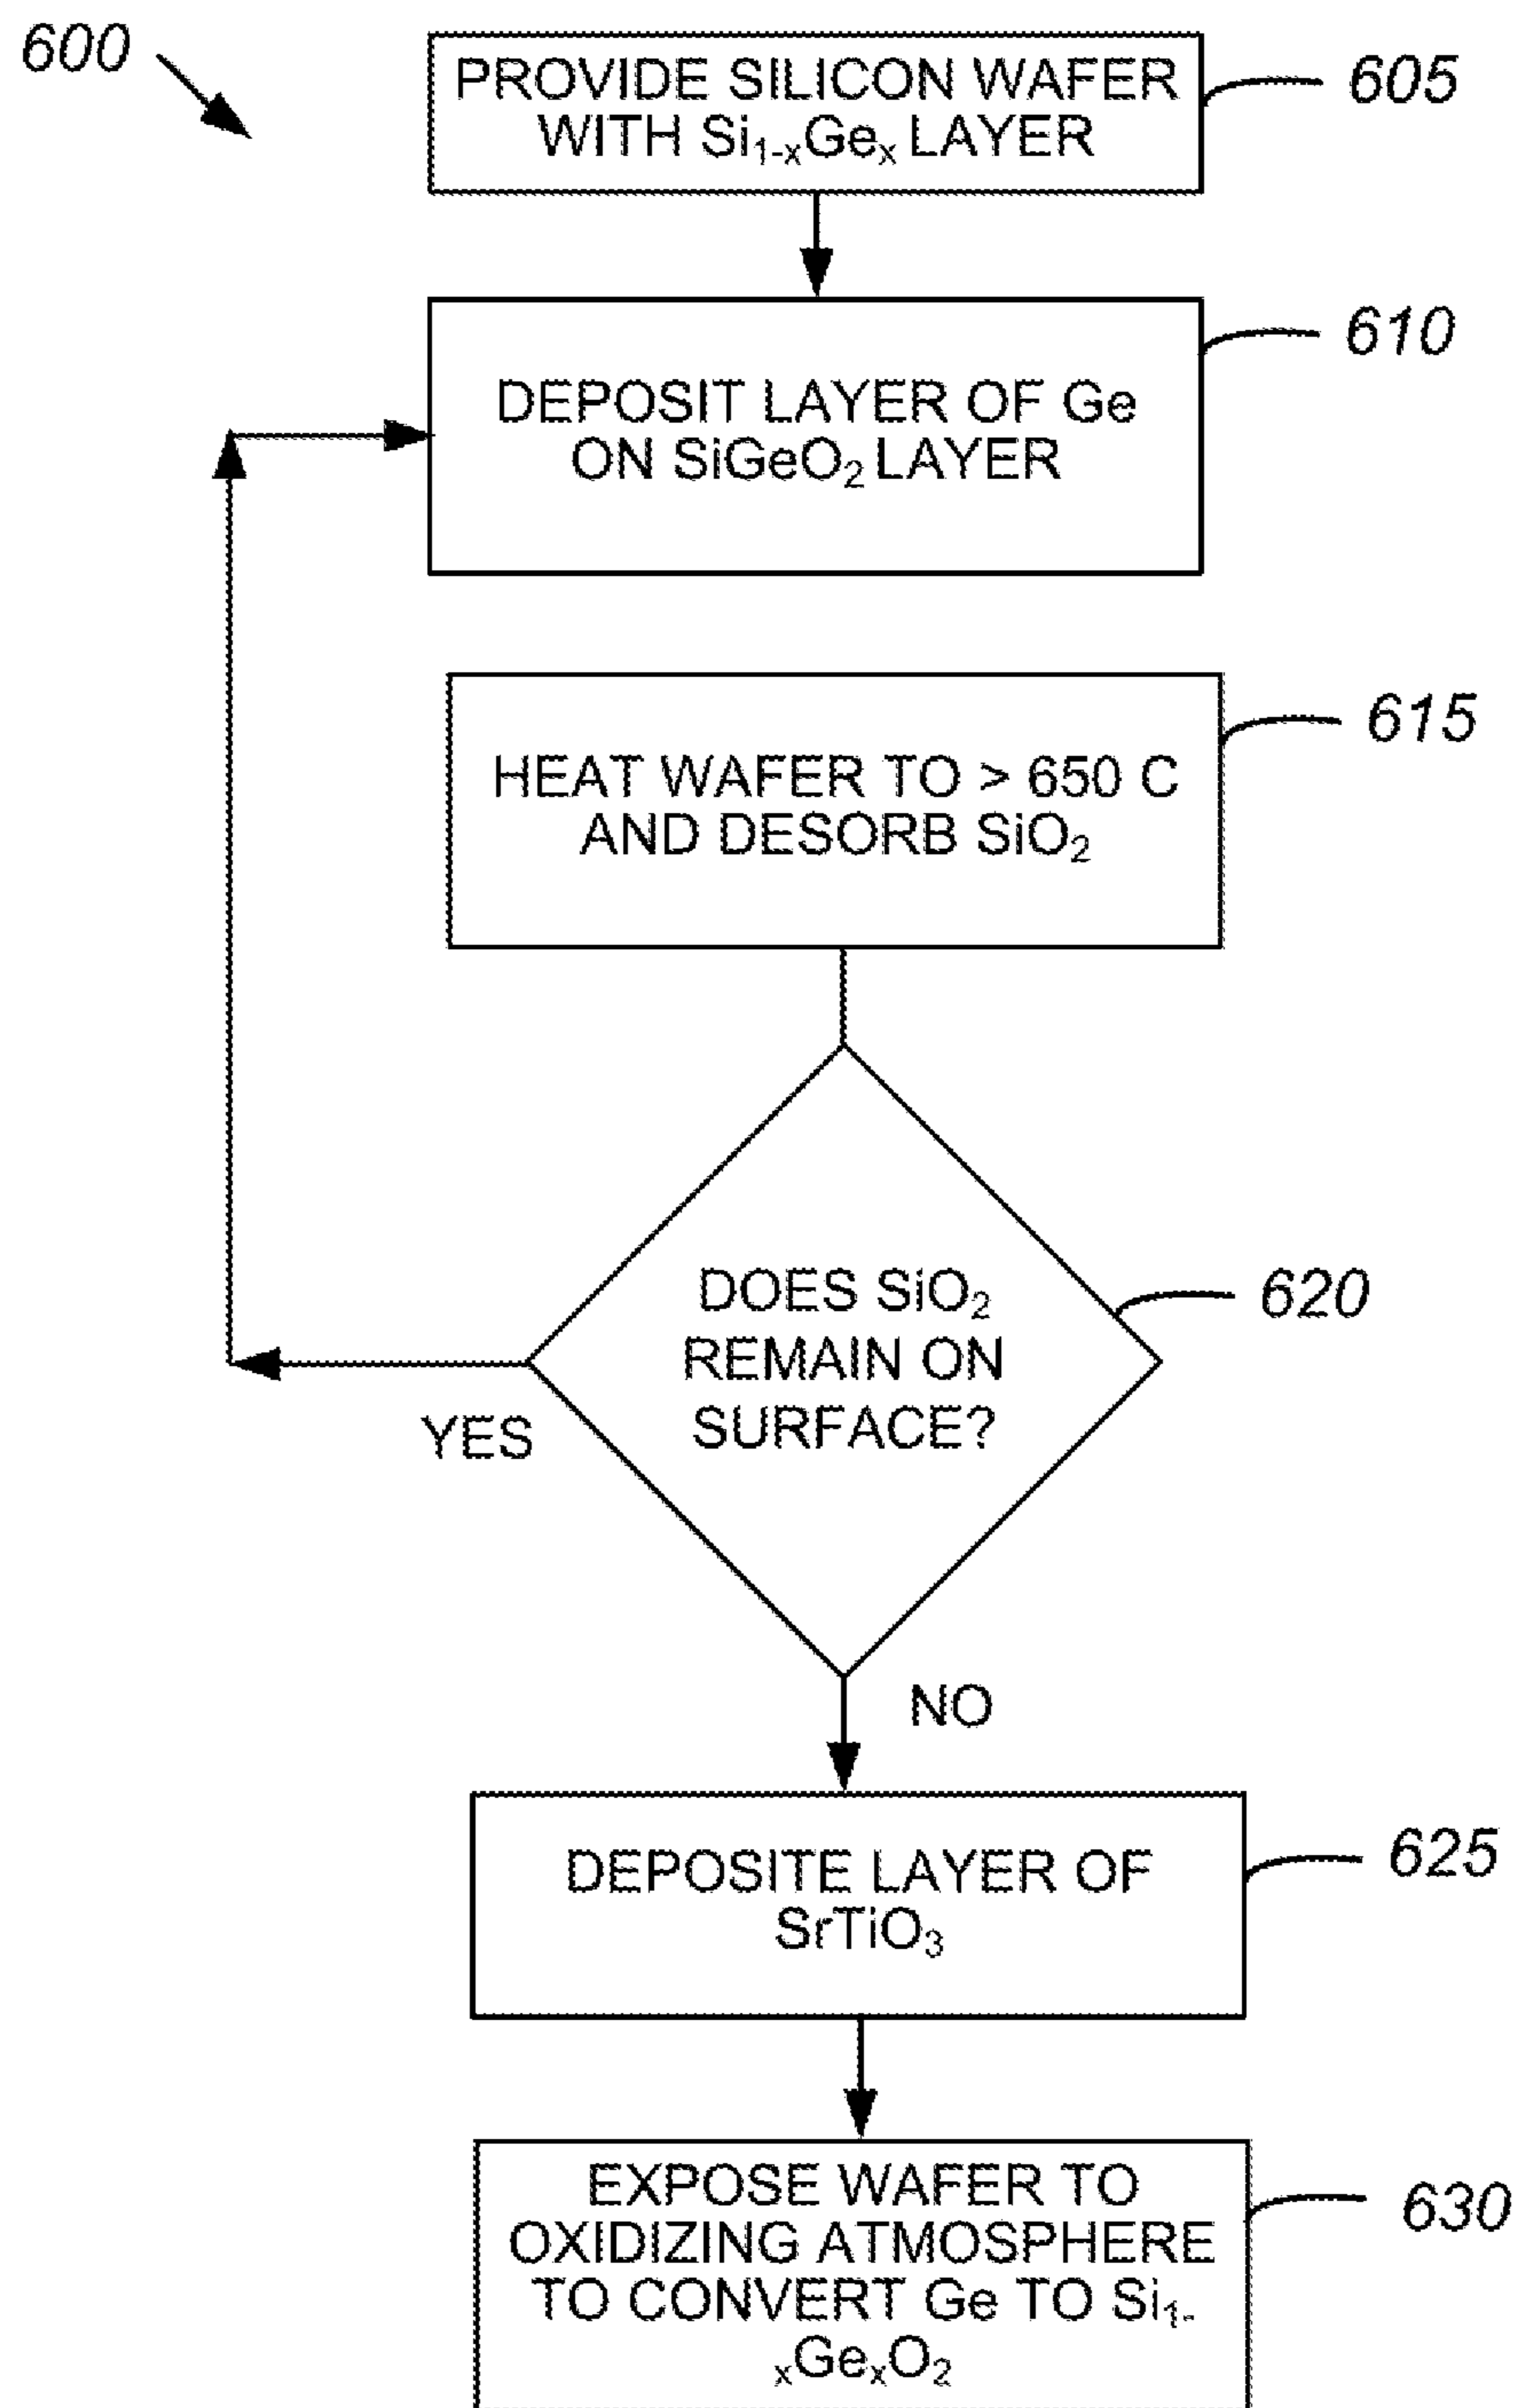 600
PROVIDE SILICON WAFER
WITH Si₁₋ₓGeₓ LAYER
605
DEPOSIT LAYER OF Ge
ON SiGeO₂ LAYER
610
HEAT WAFER TO > 650 C
AND DESORB SiO₂
615
DOES SiO₂
REMAIN ON
SURFACE?
620
YES
NO
DEPOSITE LAYER OF
SrTiO₃
625
EXPOSE WAFER TO
OXIDIZING ATMOSPHERE
TO CONVERT Ge TO Si₁₋
ₓGeₓO₂
630